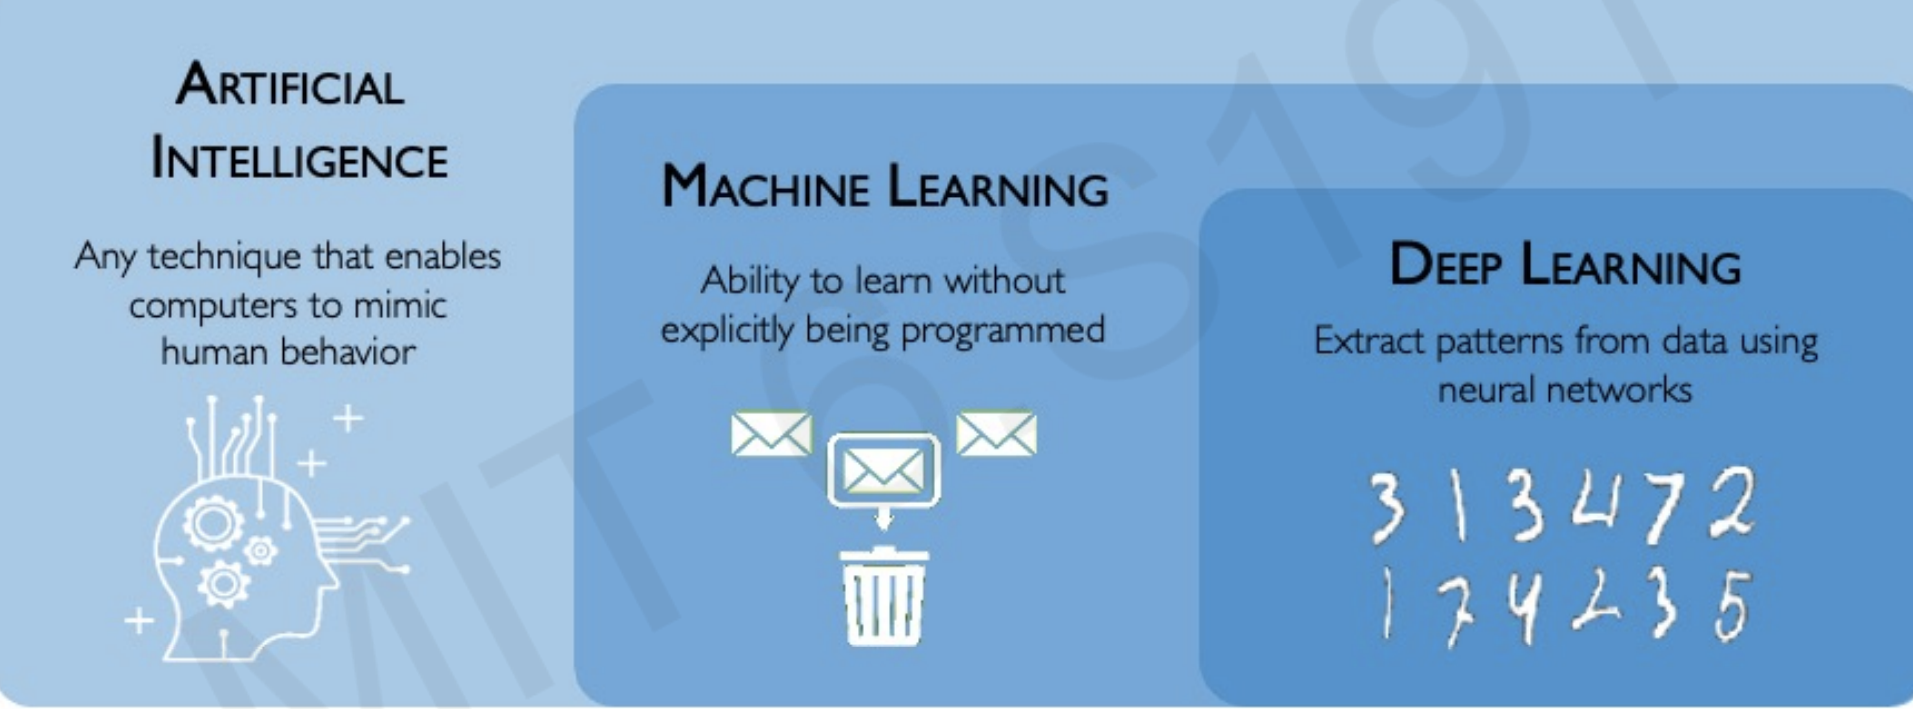 ARTIFICIAL
INTELLIGENCE
Any technique that enables
computers to mimic
human behavior
MACHINE LEARNING
Ability to learn without
explicitly being programmed
DEEP LEARNING
Extract patterns from data using
neural networks
3 1 3 4 7 2
1 7 4 2 3 5
MIT 6.S191